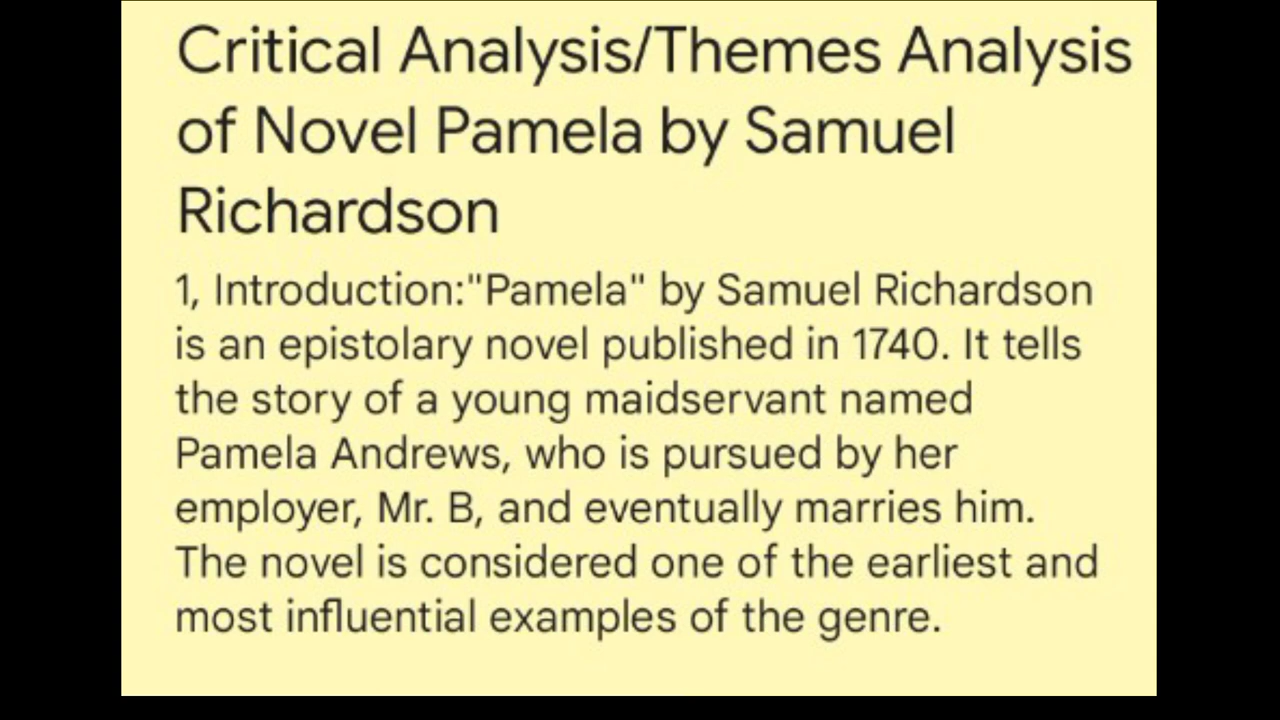 Critical Analysis/Themes Analysis
of Novel Pamela by Samuel
Richardson
1, Introduction:"Pamela" by Samuel Richardson
is an epistolary novel published in 1740. It tells
the story of a young maidservant named
Pamela Andrews, who is pursued by her
employer, Mr. B, and eventually marries him.
The novel is considered one of the earliest and
most influential examples of the genre.